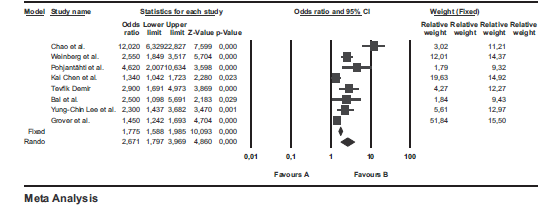 Model Study name Statistics for each study Odds ratio and 95% CI Weight (Fixed)
Odds Lower Upper Relative Relative Relative Relative
ratio limit limit Z-Value p-Value weight weight weight weight
Chao et al. 12,020 6,329 22,827 7,599 0,000 3,02 11,21
Weinberg et al. 2,550 1,849 3,517 5,704 0,000 12,01 14,37
Pohjantähti et al. 4,620 2,007 10,634 3,598 0,000 1,79 9,32
Kai Chen et al. 1,340 1,042 1,723 2,280 0,023 19,63 14,92
Tevfik Demir 2,900 1,691 4,973 3,869 0,000 4,27 12,27
Bal et al. 2,500 1,098 5,691 2,183 0,029 1,84 9,43
Yung-Chin Lee et al. 2,300 1,437 3,682 3,470 0,001 5,61 12,97
Grover et al. 1,450 1,242 1,693 4,704 0,000 51,84 15,50
Fixed 1,775 1,588 1,985 10,093 0,000
Rando 2,671 1,797 3,969 4,860 0,000
0,01 0,1 1 10 100
Favours A Favours B
Meta Analysis